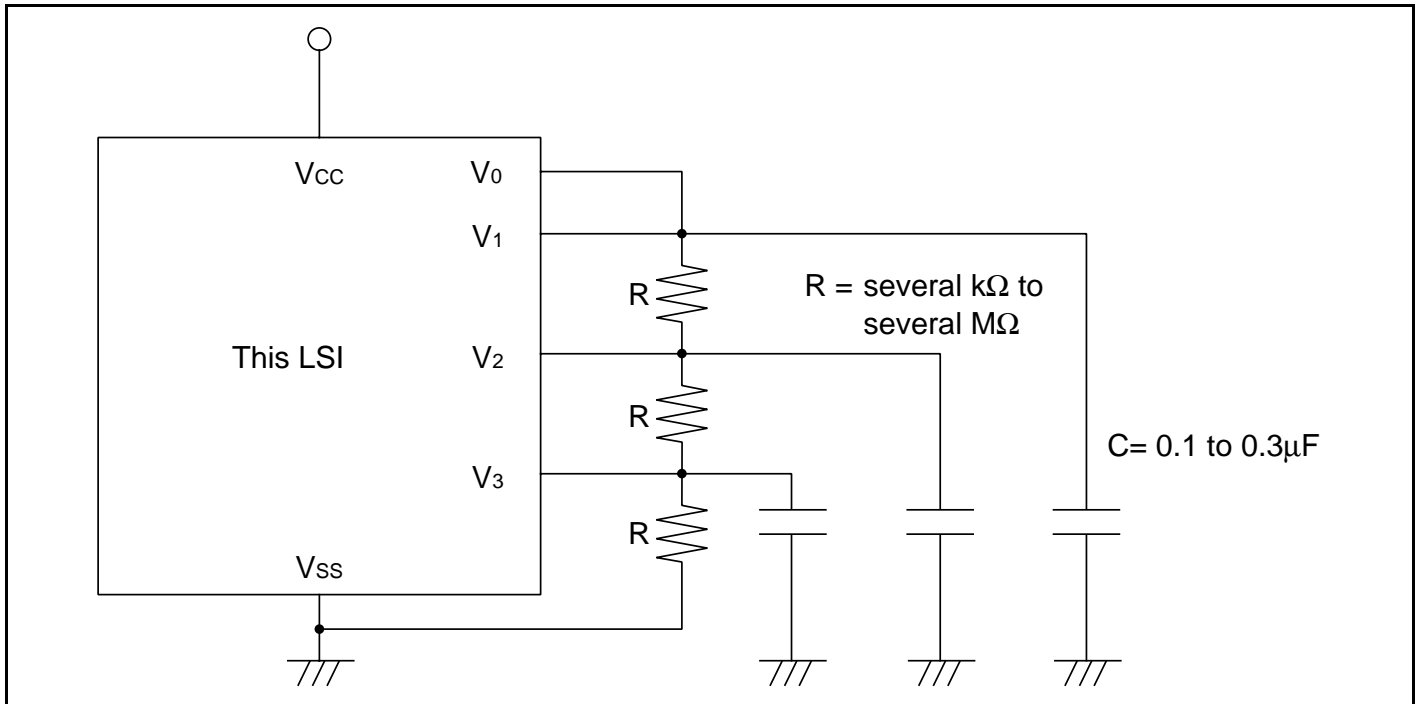 VCC
V0
V1
R
R = several kΩ to
several MΩ
This LSI
V2
R
C= 0.1 to 0.3μF
V3
R
VSS